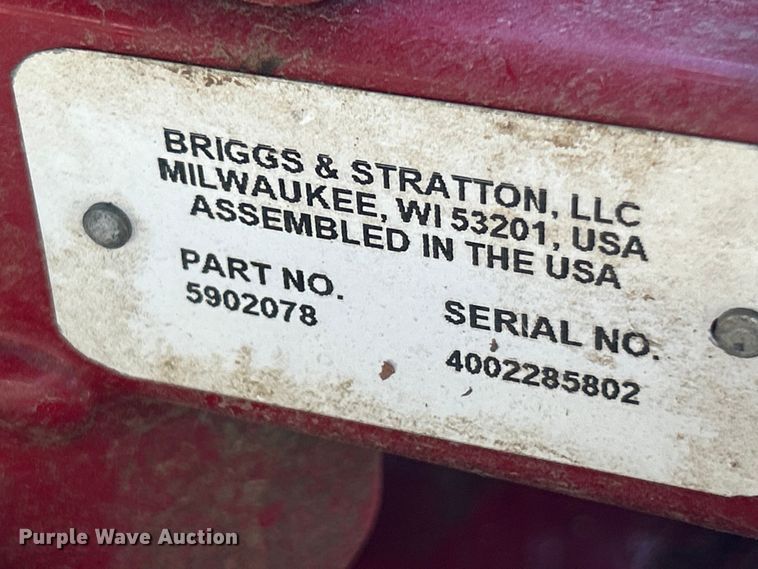 BRIGGS & STRATTON, LLC
MILWAUKEE, WI 53201, USA
ASSEMBLED IN THE USA
PART NO.
5902078
SERIAL NO.
4002285802
Purple Wave Auction